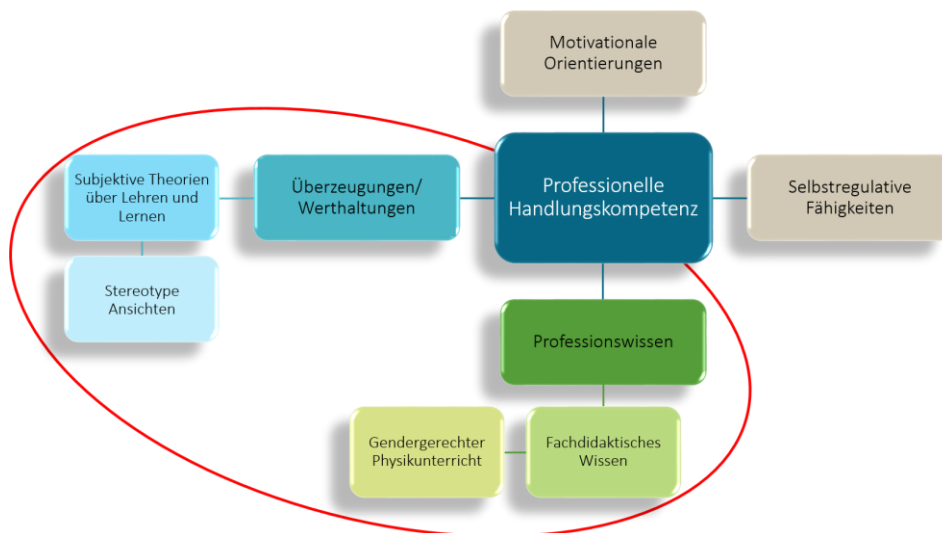 Motivationale
Orientierungen
Subjektive Theorien
über Lehren und
Lernen
Überzeugungen/
Werthaltungen
Professionelle
Handlungskompetenz
Selbstregulative
Fähigkeiten
Stereotype
Ansichten
Professionswissen
Gendergerechter
Physikunterricht
Fachdidaktisches
Wissen